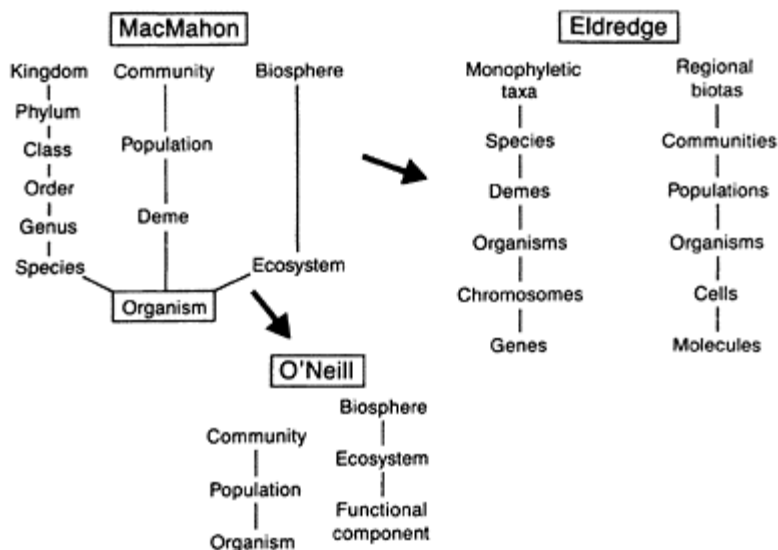 MacMahon
Kingdom
Phylum
Class
Order
Genus
Species
Community
Population
Deme
Biosphere
Ecosystem
Organism
Eldredge
Monophyletic
taxa
Species
Demes
Organisms
Chromosomes
Genes
Regional
biotas
Communities
Populations
Organisms
Cells
Molecules
O'Neill
Community
Population
Organism
Biosphere
Ecosystem
Functional
component